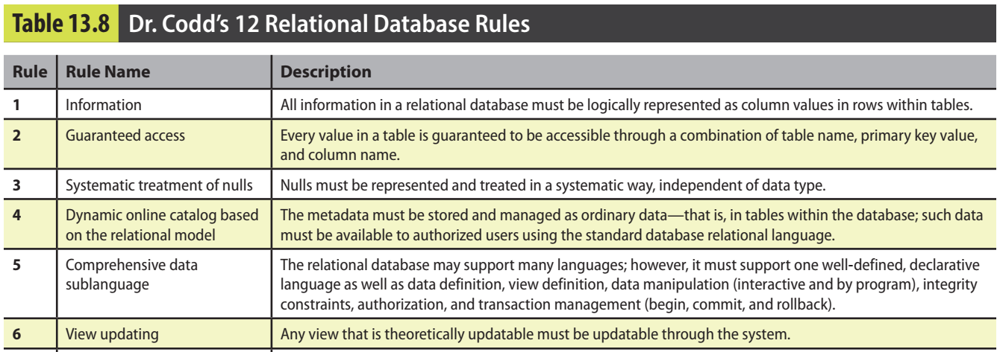 Table 13.8 Dr. Codd's 12 Relational Database Rules
Rule Rule Name Description
1 Information All information in a relational database must be logically represented as column values in rows within tables.
2 Guaranteed access Every value in a table is guaranteed to be accessible through a combination of table name, primary key value,
and column name.
3 Systematic treatment of nulls Nulls must be represented and treated in a systematic way, independent of data type.
4 Dynamic online catalog based The metadata must be stored and managed as ordinary data—that is, in tables within the database; such data
on the relational model must be available to authorized users using the standard database relational language.
5 Comprehensive data The relational database may support many languages; however, it must support one well-defined, declarative
sublanguage language as well as data definition, view definition, data manipulation (interactive and by program), integrity
constraints, authorization, and transaction management (begin, commit, and rollback).
6 View updating Any view that is theoretically updatable must be updatable through the system.